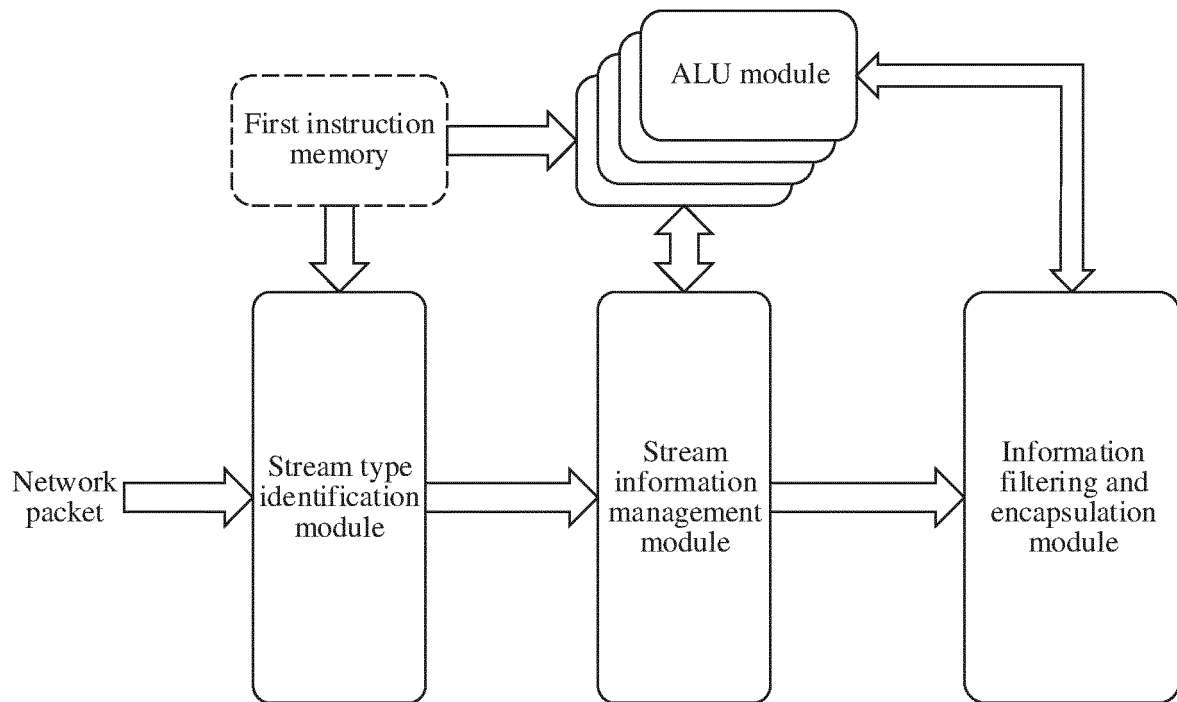 ALU module
First instruction
memory
Network
packet
Stream type
identification
module
Stream
information
management
module
Information
filtering and
encapsulation
module